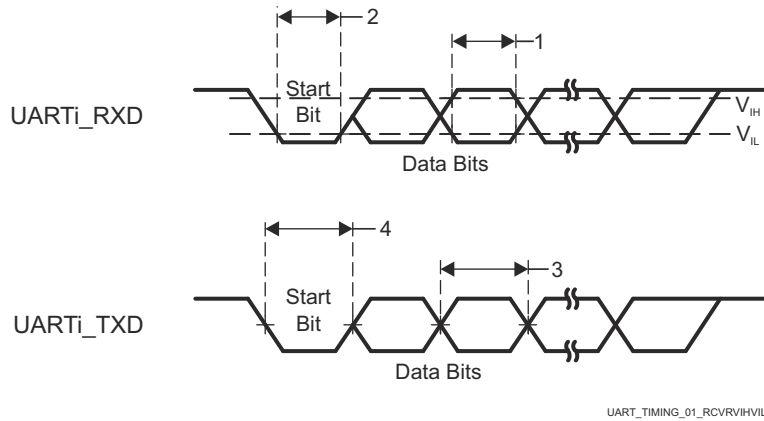 2
1
UARTi_RXD
Start
Bit
VIH
VIL
Data Bits
4
3
UARTi_TXD
Start
Bit
Data Bits
UART_TIMING_01_RCVRVIHVIL